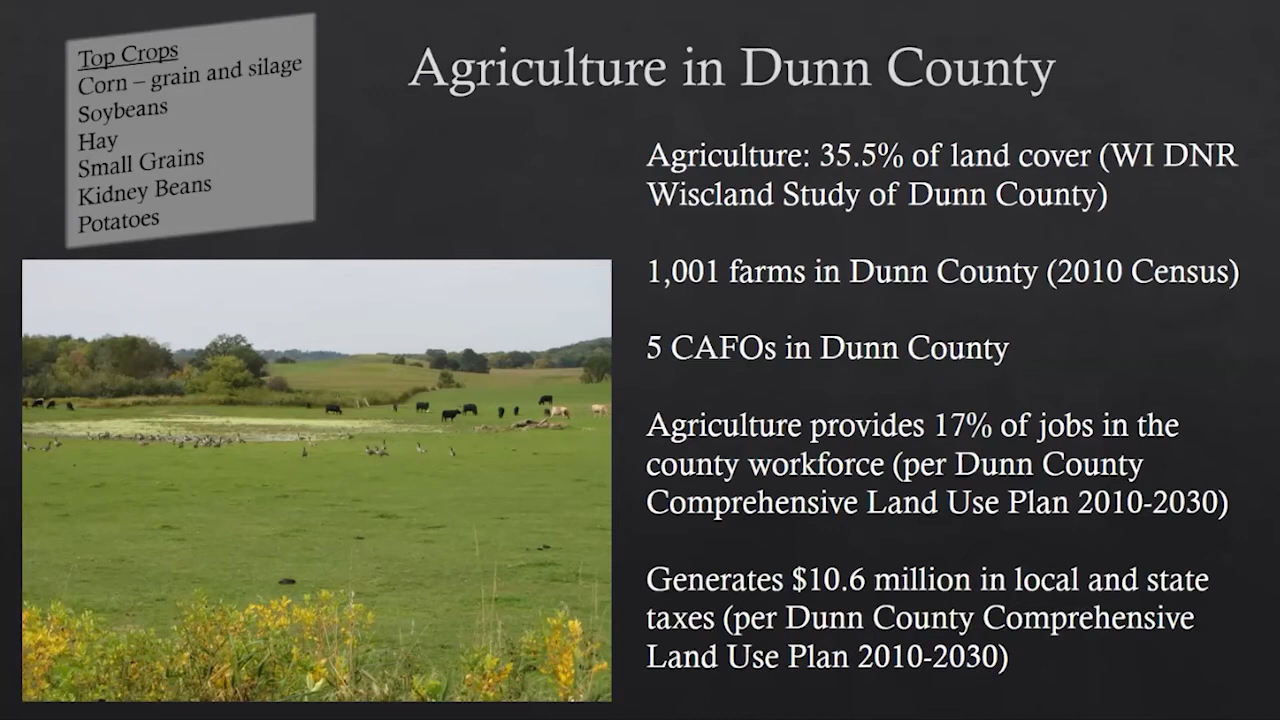 Top Crops
Corn – grain and silage
Soybeans
Hay
Small Grains
Kidney Beans
Potatoes
Agriculture in Dunn County
Agriculture: 35.5% of land cover (WI DNR
Wiscland Study of Dunn County)
1,001 farms in Dunn County (2010 Census)
5 CAFOs in Dunn County
Agriculture provides 17% of jobs in the
county workforce (per Dunn County
Comprehensive Land Use Plan 2010-2030)
Generates $10.6 million in local and state
taxes (per Dunn County Comprehensive
Land Use Plan 2010-2030)